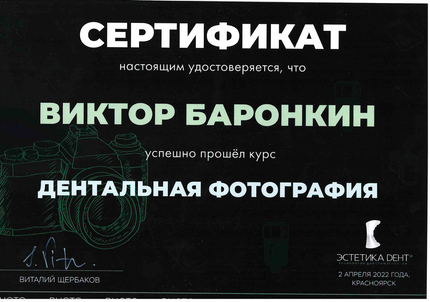 СЕРТИФИКАТ
настоящим удостоверяется, что
ВИКТОР БАРОНКИН
успешно прошёл курс
ДЕНТАЛЬНАЯ ФОТОГРАФИЯ
ВИТАЛИЙ ЩЕРБАКОВ
ЭСТЕТИКА DЕНТ
2 АПРЕЛЯ 2022 ГОДА,
КРАСНОЯРСК